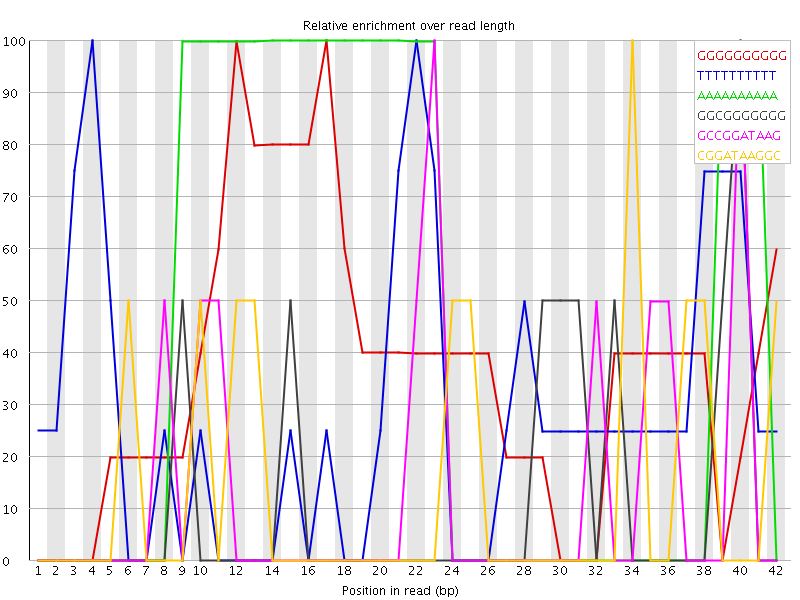 Relative enrichment over read length
100
90
80
70
60
50
40
30
20
10
0
GGGGGGGGGG
TTTTTTTTTT
AAAAAAAAAA
GGCGGGGGGG
GCCGGATAAG
CGGATAAGGC
1 2 3 4 5 6 7 8 9 10 12 14 16 18 20 22 24 26 28 30 32 34 36 38 40 42
Position in read (bp)